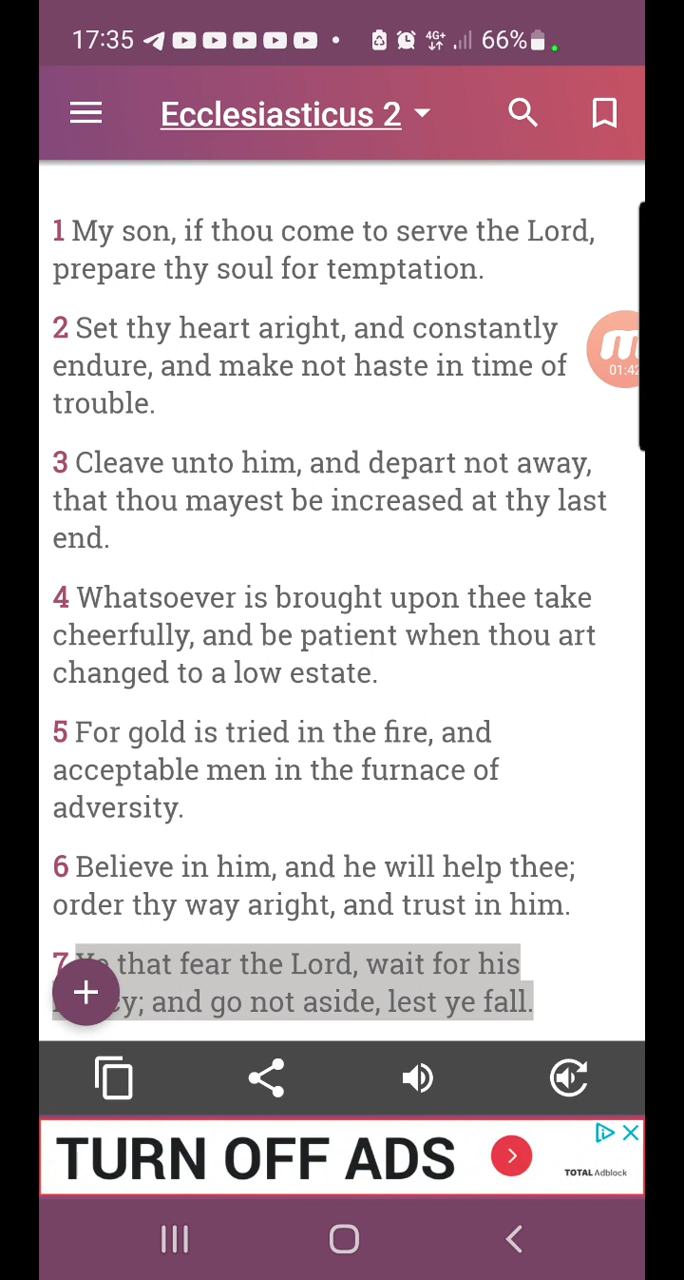 17:35 4G+ 66%
Ecclesiasticus 2
1 My son, if thou come to serve the Lord,
prepare thy soul for temptation.
2 Set thy heart aright, and constantly
endure, and make not haste in time of
trouble.
01:42
3 Cleave unto him, and depart not away,
that thou mayest be increased at thy last
end.
4 Whatsoever is brought upon thee take
cheerfully, and be patient when thou art
changed to a low estate.
5 For gold is tried in the fire, and
acceptable men in the furnace of
adversity.
6 Believe in him, and he will help thee;
order thy way aright, and trust in him.
7 Ye that fear the Lord, wait for his
and go not aside, lest ye fall.
TURN OFF ADS
TOTAL Adblock